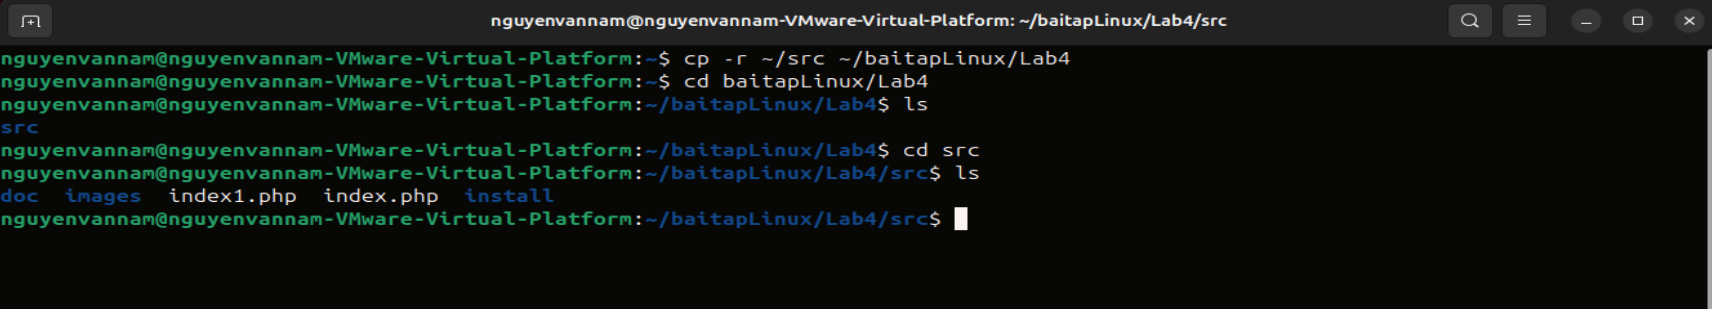 nguyenvannam@nguyenvannam-VMware-Virtual-Platform: ~/baitapLinux/Lab4/src
nguyenvannam@nguyenvannam-VMware-Virtual-Platform:~$ cp -r ~/src ~/baitapLinux/Lab4
nguyenvannam@nguyenvannam-VMware-Virtual-Platform:~$ cd baitapLinux/Lab4
nguyenvannam@nguyenvannam-VMware-Virtual-Platform:~/baitapLinux/Lab4$ ls
src
nguyenvannam@nguyenvannam-VMware-Virtual-Platform:~/baitapLinux/Lab4$ cd src
nguyenvannam@nguyenvannam-VMware-Virtual-Platform:~/baitapLinux/Lab4/src$ ls
doc  images  index1.php  index.php  install
nguyenvannam@nguyenvannam-VMware-Virtual-Platform:~/baitapLinux/Lab4/src$